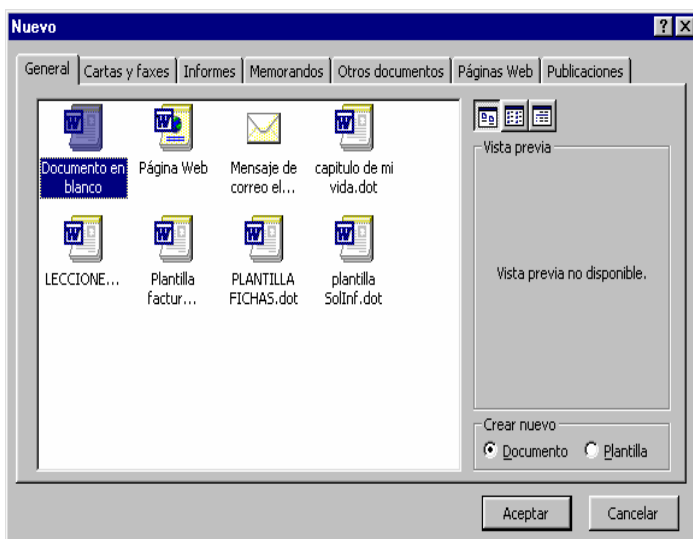 Nuevo
General Cartas y faxes Informes Memorandos Otros documentos Páginas Web Publicaciones
Documento en
blanco
Página Web
Mensaje de
correo el...
capitulo de mi
vida.dot
LECCIONE...
Plantilla
factur...
PLANTILLA
FICHAS.dot
plantilla
SolInf.dot
Vista previa
Vista previa no disponible.
Crear nuevo
Documento Plantilla
Aceptar Cancelar